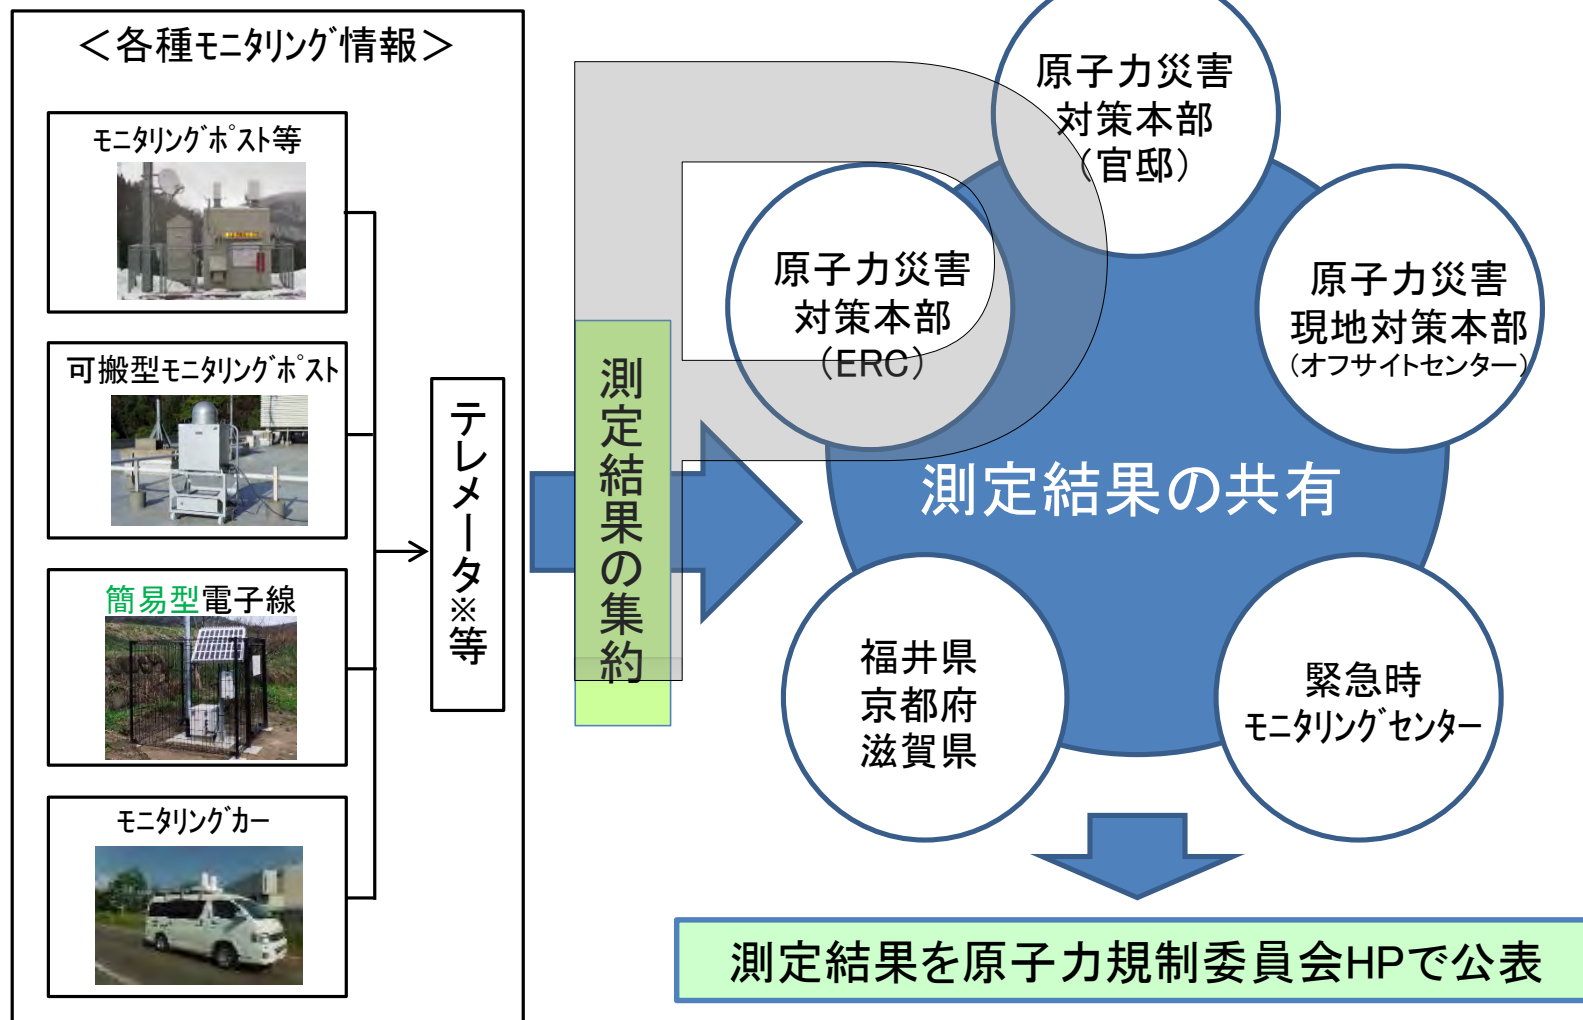 ＜各種ﾓﾆﾀﾘﾝｸﾞ情報＞
ﾓﾆﾀﾘﾝｸﾞﾎﾟｽﾄ等
可搬型ﾓﾆﾀﾘﾝｸﾞﾎﾟｽﾄ
簡易型電子線
ﾓﾆﾀﾘﾝｸﾞｶｰ
テレメータ※等
測定結果の集約
原子力災害
対策本部
（官邸）
原子力災害
対策本部
（ERC）
原子力災害
現地対策本部
（オフサイトセンター）
測定結果の共有
福井県
京都府
滋賀県
緊急時
ﾓﾆﾀﾘﾝｸﾞｾﾝﾀｰ
測定結果を原子力規制委員会HPで公表